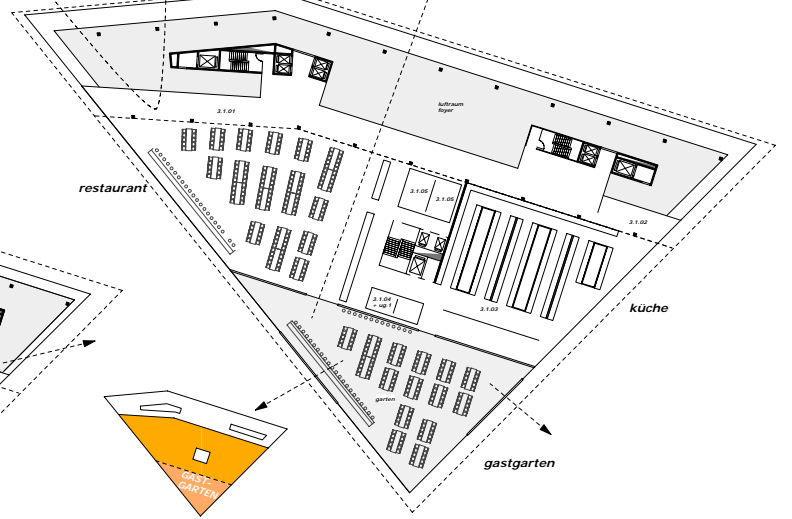 luftraum
foyer
3.1.01
restaurant
3.1.05
3.1.05
3.1.02
3.1.04
+ ug.1
3.1.03
küche
garten
gastgarten
GAST-
GARTEN